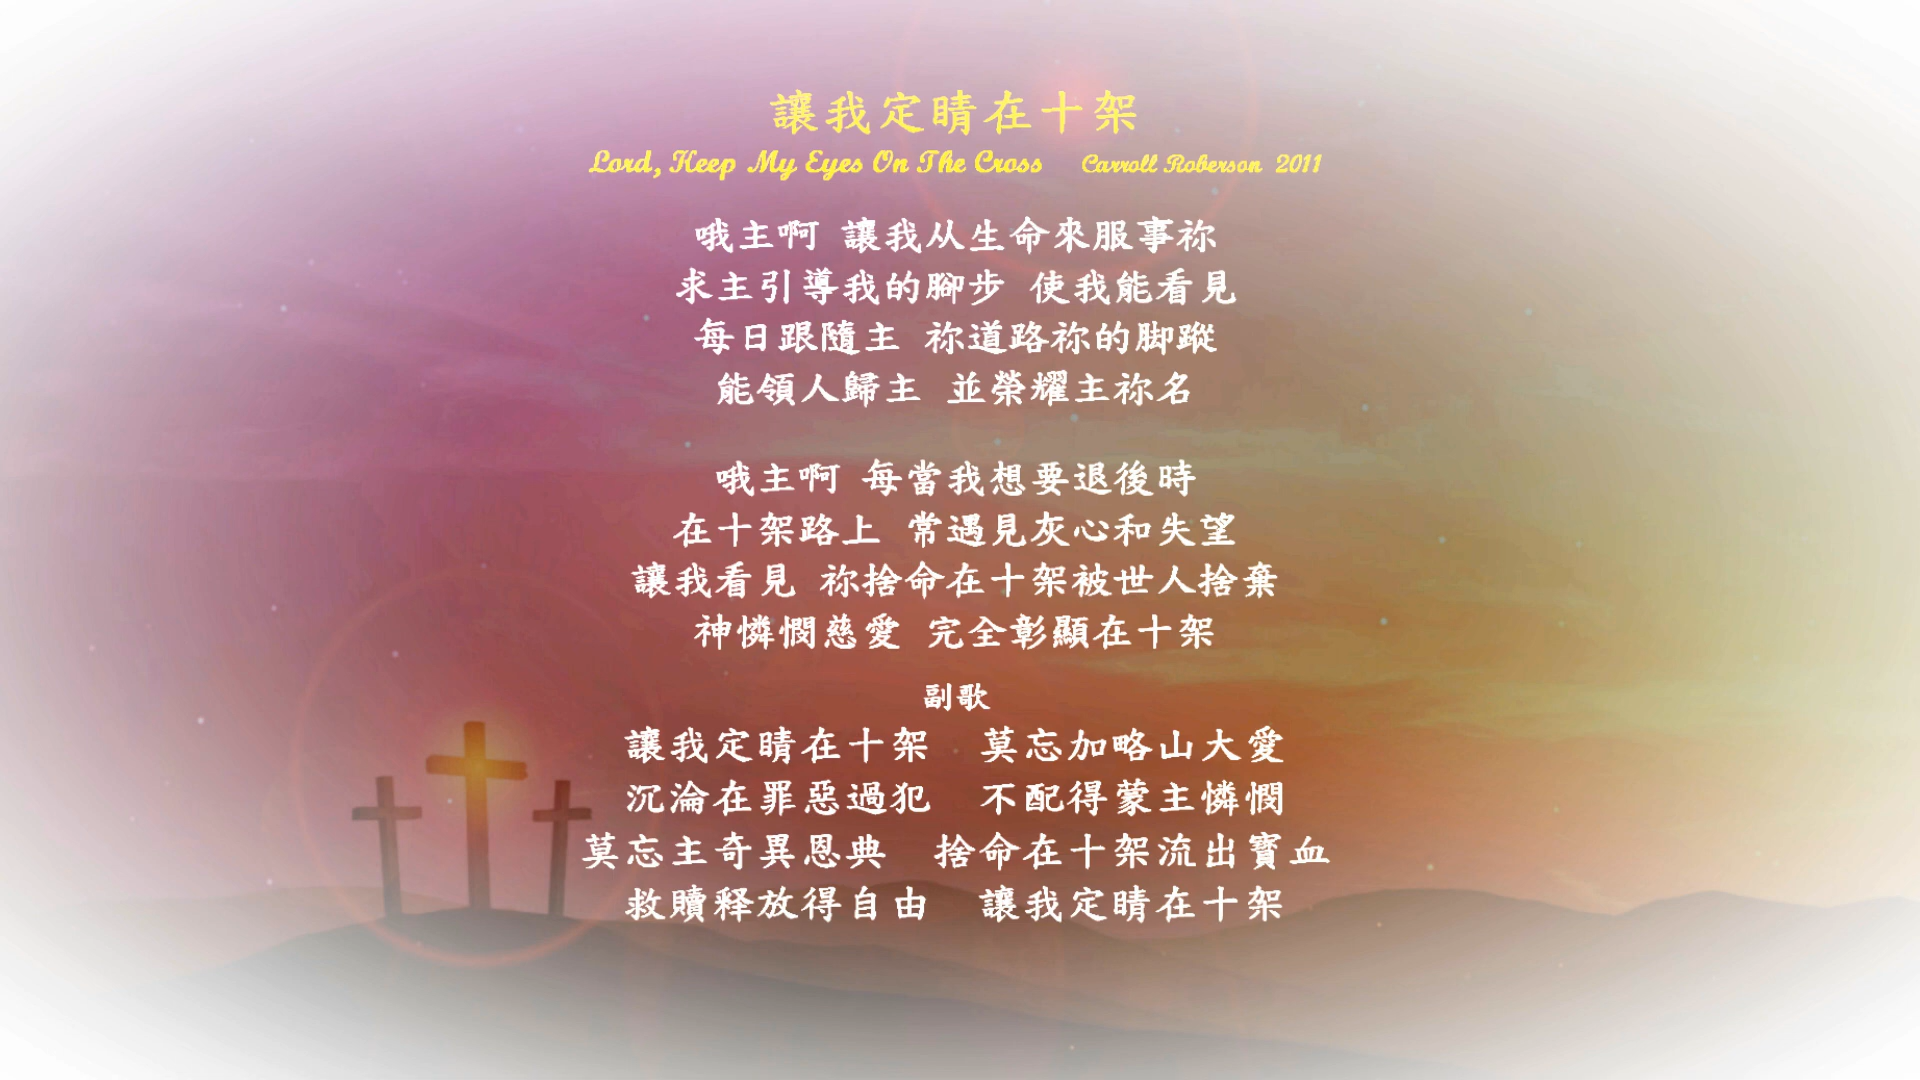 讓我定睛在十架
Lord, Keep My Eyes On The Cross Carroll Roberson 2011
哦主啊 讓我从生命來服事祢
求主引導我的腳步 使我能看見
每日跟隨主 祢道路祢的脚蹤
能領人歸主 並榮耀主祢名
哦主啊 每當我想要退後時
在十架路上 常遇見灰心和失望
讓我看見 祢捨命在十架被世人捨棄
神憐憫慈愛 完全彰顯在十架
副歌
讓我定睛在十架 莫忘加略山大愛
沉淪在罪惡過犯 不配得蒙主憐憫
莫忘主奇異恩典 捨命在十架流出寶血
救贖释放得自由 讓我定睛在十架